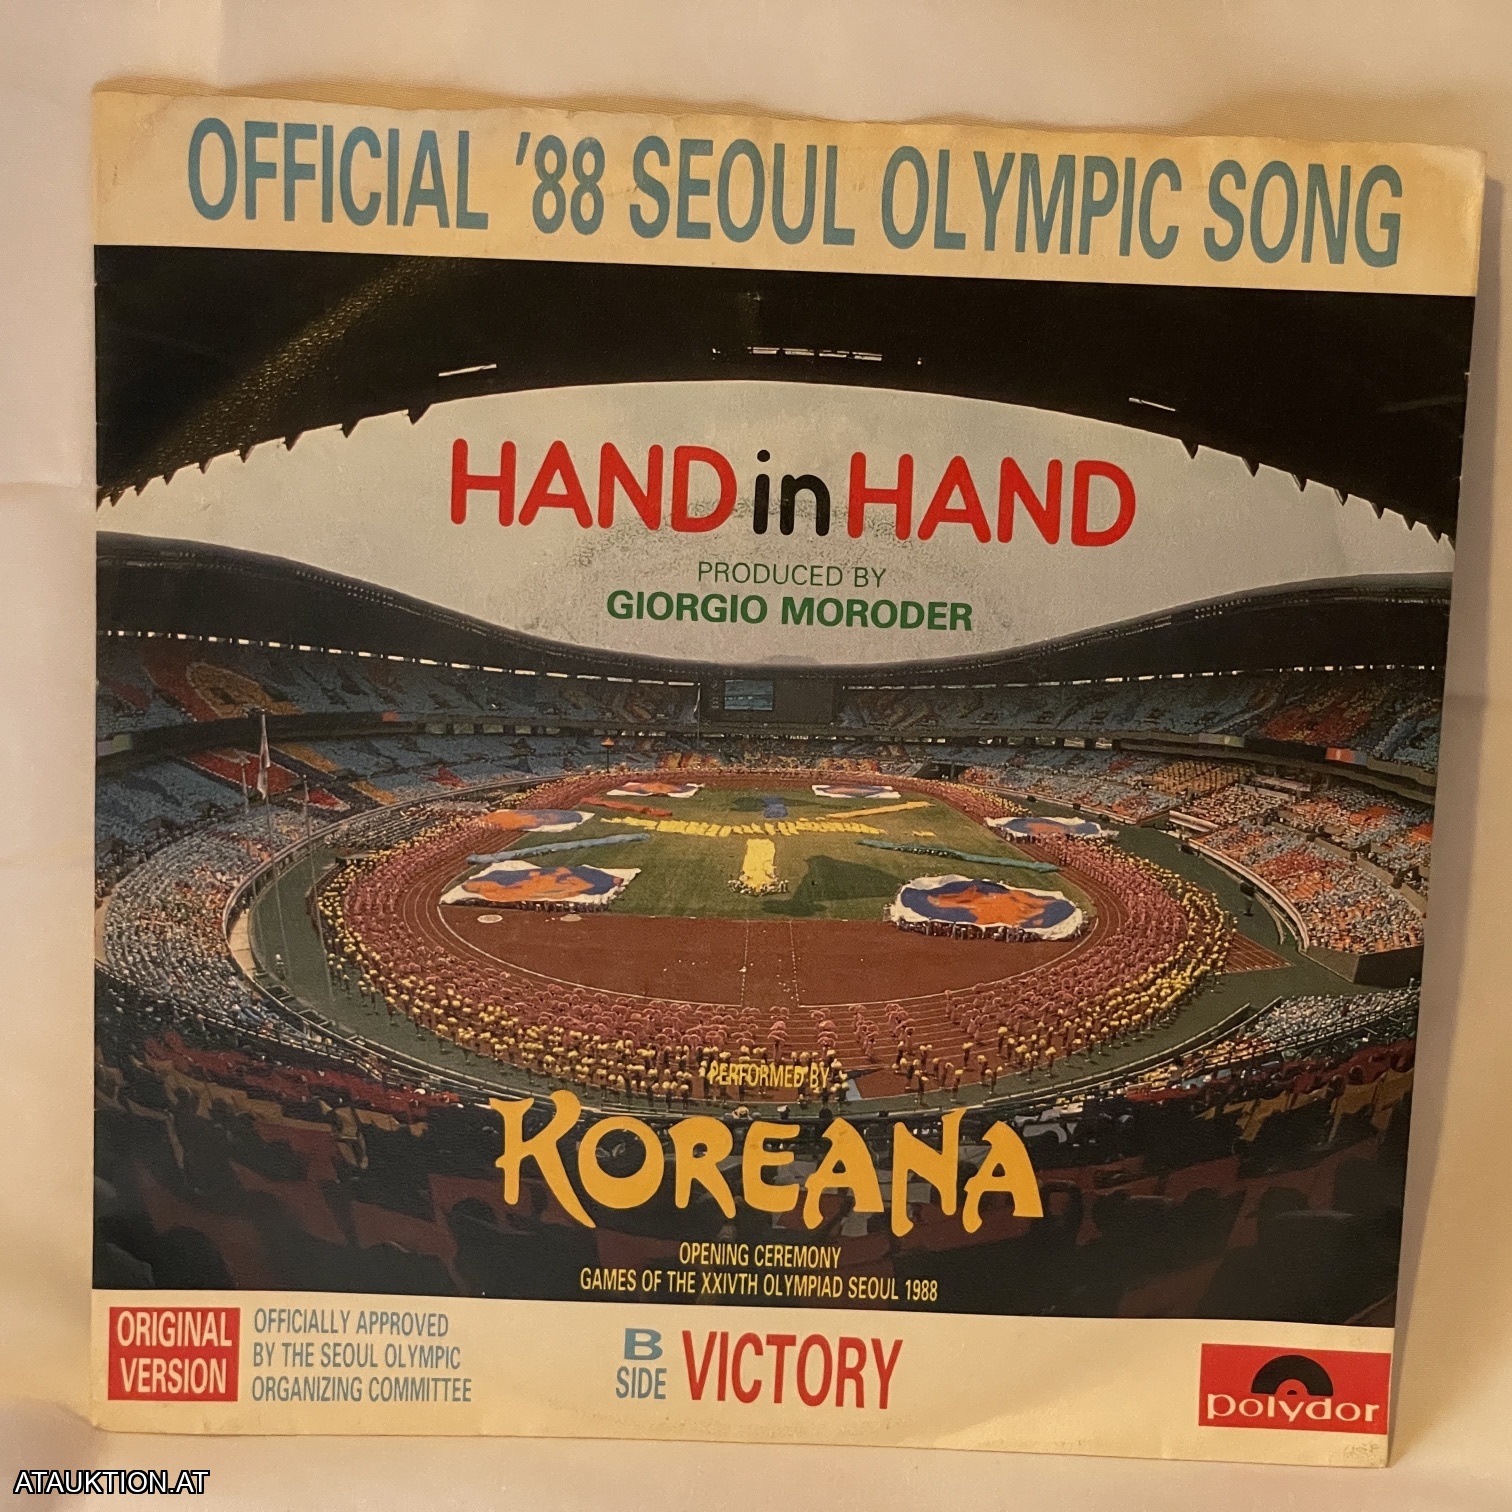 OFFICIAL '88 SEOUL OLYMPIC SONG
HAND in HAND
PRODUCED BY
GIORGIO MORODER
PERFORMED BY
KOREANA
OPENING CEREMONY
GAMES OF THE XXIVTH OLYMPIAD SEOUL 1988
ORIGINAL
VERSION
OFFICIALLY APPROVED
BY THE SEOUL OLYMPIC
ORGANIZING COMMITTEE
B
SIDE
VICTORY
polydor
ATAUKTION.AT